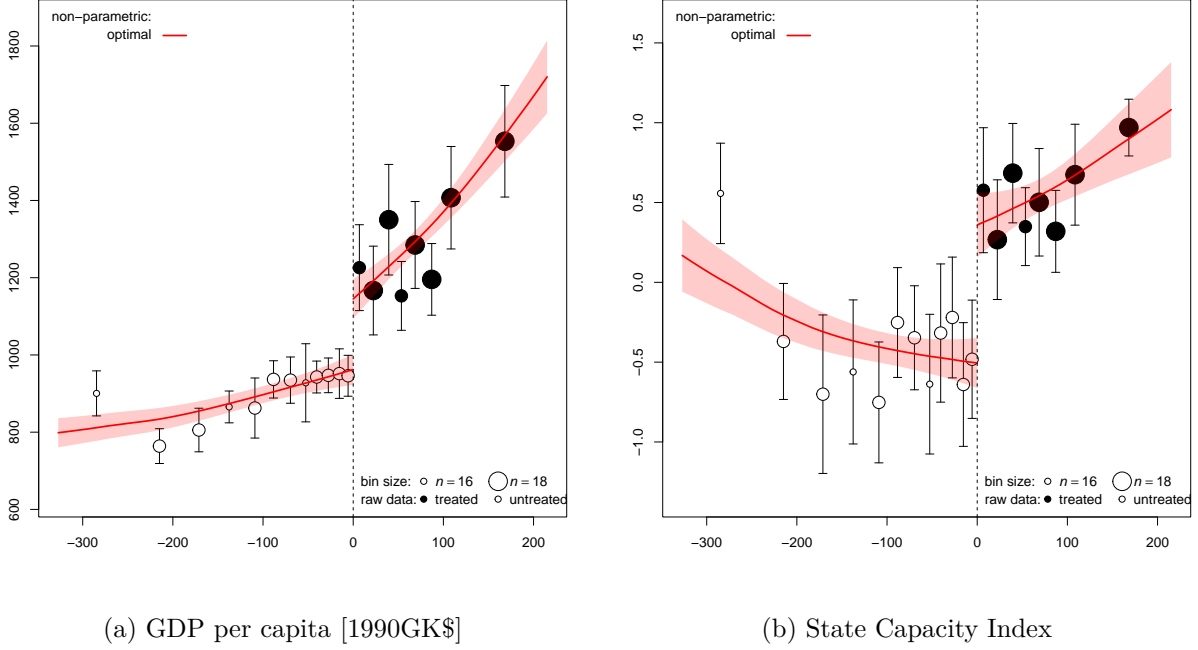 non-parametric:
optimal
1800
1600
1400
1200
1000
800
600
bin size: n = 16 n = 18
raw data: treated untreated
−300 −200 −100 0 100 200
(a) GDP per capita [1990GK$]
non-parametric:
optimal
1.5
1.0
0.5
0.0
−0.5
−1.0
bin size: n = 16 n = 18
raw data: treated untreated
−300 −200 −100 0 100 200
(b) State Capacity Index